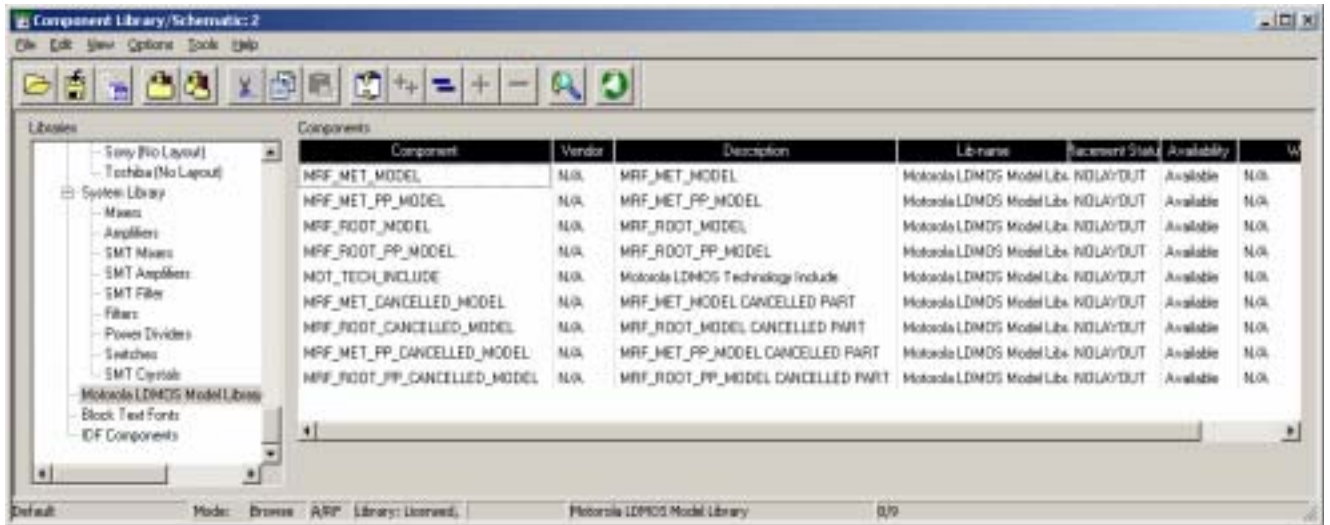 Component Library/Schematic: 2
File Edit View Options Tools Help
Libraries
Components
Sony (No Layout)
Toshiba (No Layout)
System Library
Mixers
Amplifiers
SMT Mixers
SMT Amplifiers
SMT Filter
Filters
Power Dividers
Switches
SMT Crystals
Motorola LDMOS Model Library
Block Text Fonts
IDF Components
Component Vendor Description Lib-name Placement Statu Availability W
MRF_MET_MODEL N/A MRF_MET_MODEL Motorola LDMOS Model Libs NOLAYOUT Available N/A
MRF_MET_PP_MODEL N/A MRF_MET_PP_MODEL Motorola LDMOS Model Libs NOLAYOUT Available N/A
MRF_ROOT_MODEL N/A MRF_ROOT_MODEL Motorola LDMOS Model Libs NOLAYOUT Available N/A
MRF_ROOT_PP_MODEL N/A MRF_ROOT_PP_MODEL Motorola LDMOS Model Libs NOLAYOUT Available N/A
MOT_TECH_INCLUDE N/A Motorola LDMOS Technology Include Motorola LDMOS Model Libs NOLAYOUT Available N/A
MRF_MET_CANCELLED_MODEL N/A MRF_MET_MODEL CANCELLED PART Motorola LDMOS Model Libs NOLAYOUT Available N/A
MRF_ROOT_CANCELLED_MODEL N/A MRF_ROOT_MODEL CANCELLED PART Motorola LDMOS Model Libs NOLAYOUT Available N/A
MRF_MET_PP_CANCELLED_MODEL N/A MRF_MET_PP_MODEL CANCELLED PART Motorola LDMOS Model Libs NOLAYOUT Available N/A
MRF_ROOT_PP_CANCELLED_MODEL N/A MRF_ROOT_PP_MODEL CANCELLED PART Motorola LDMOS Model Libs NOLAYOUT Available N/A
Default Mode: Browse A/RF Library: Licensed, Motorola LDMOS Model Library 0/9